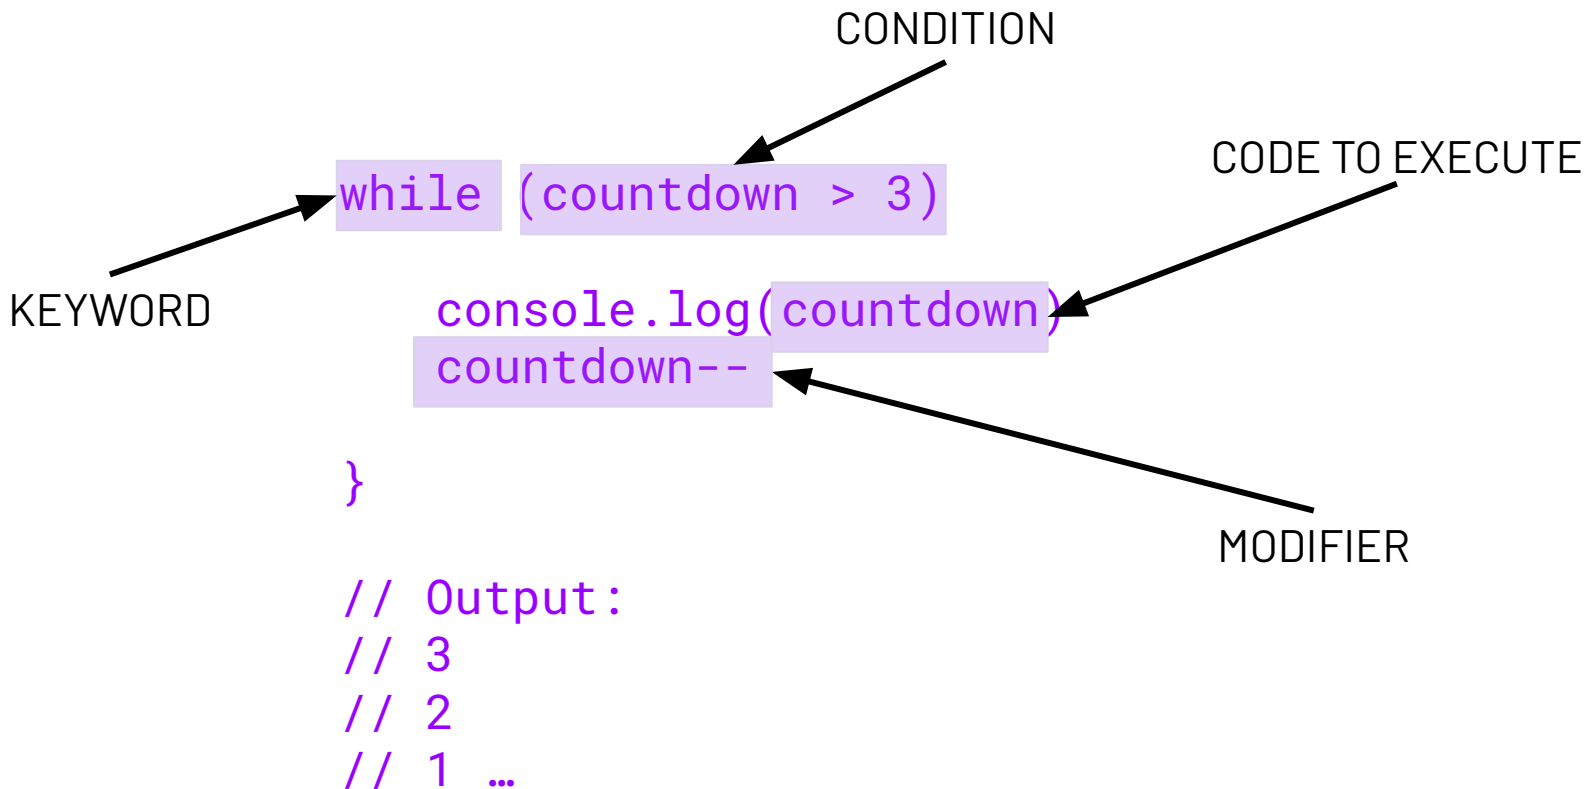 CONDITION
CODE TO EXECUTE
while (countdown > 3)
KEYWORD
console.log(countdown)
countdown--
}
MODIFIER
// Output:
// 3
// 2
// 1 …